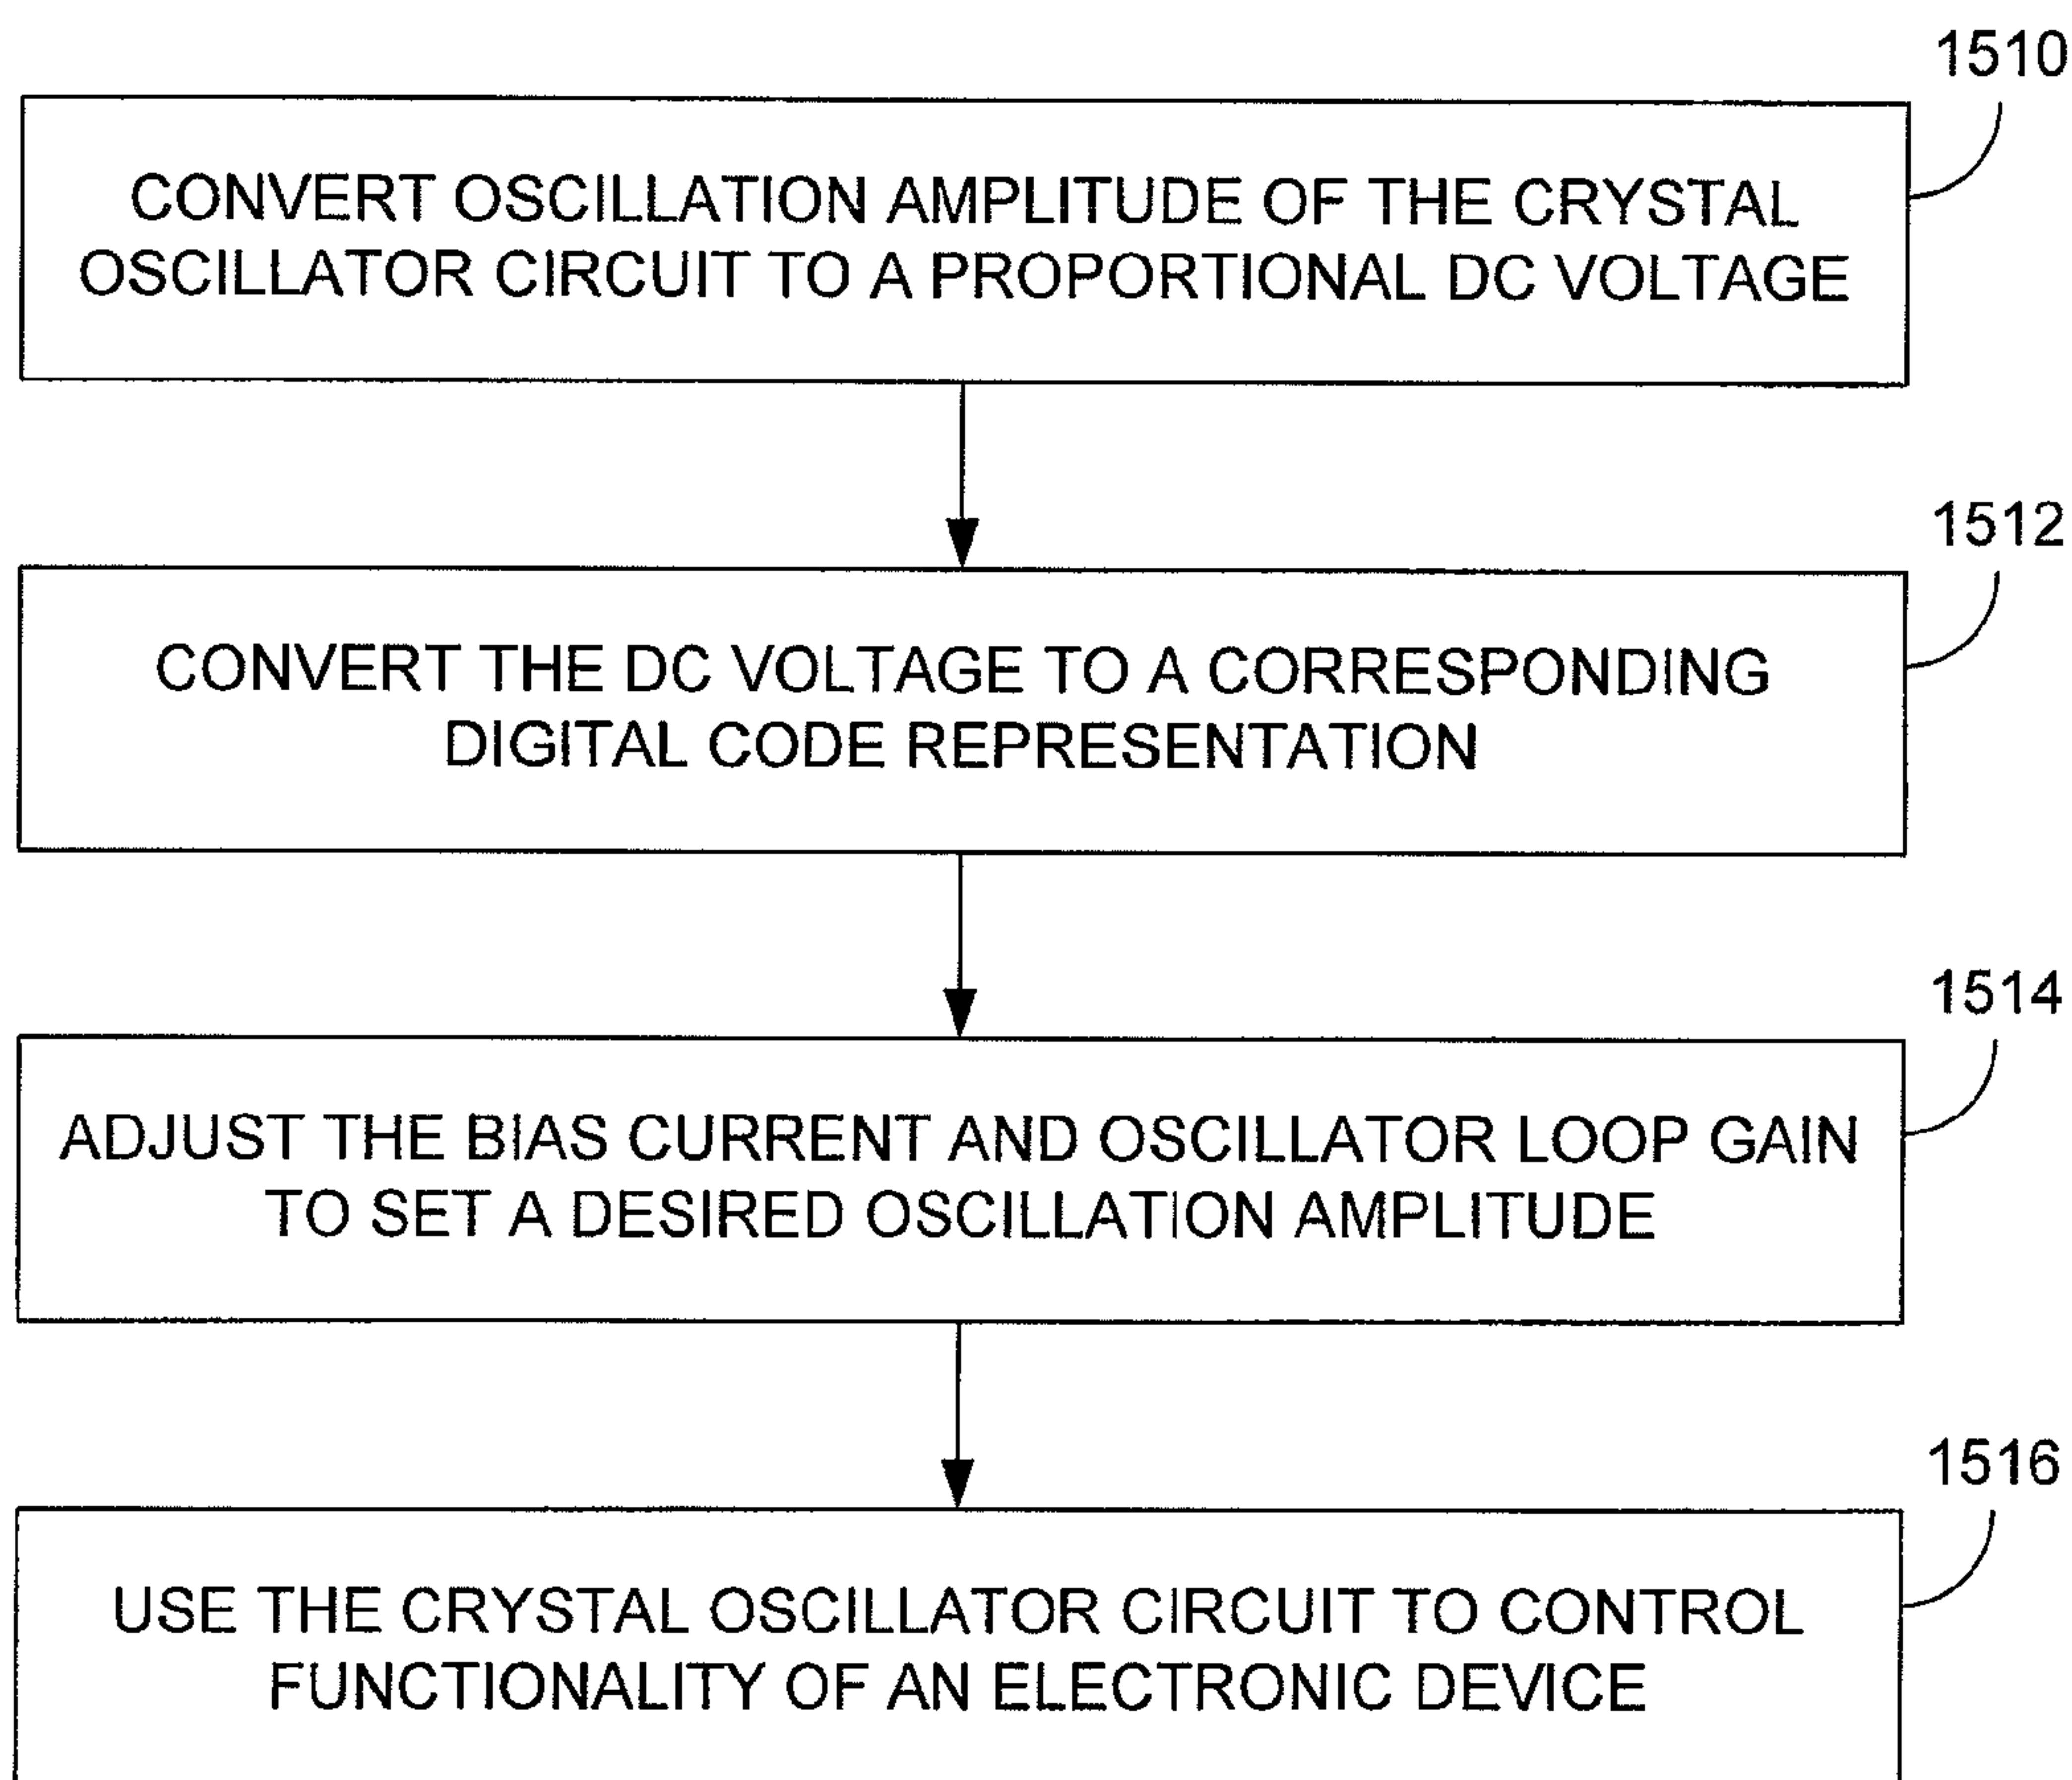 1510
CONVERT OSCILLATION AMPLITUDE OF THE CRYSTAL
OSCILLATOR CIRCUIT TO A PROPORTIONAL DC VOLTAGE
1512
CONVERT THE DC VOLTAGE TO A CORRESPONDING
DIGITAL CODE REPRESENTATION
1514
ADJUST THE BIAS CURRENT AND OSCILLATOR LOOP GAIN
TO SET A DESIRED OSCILLATION AMPLITUDE
1516
USE THE CRYSTAL OSCILLATOR CIRCUIT TO CONTROL
FUNCTIONALITY OF AN ELECTRONIC DEVICE